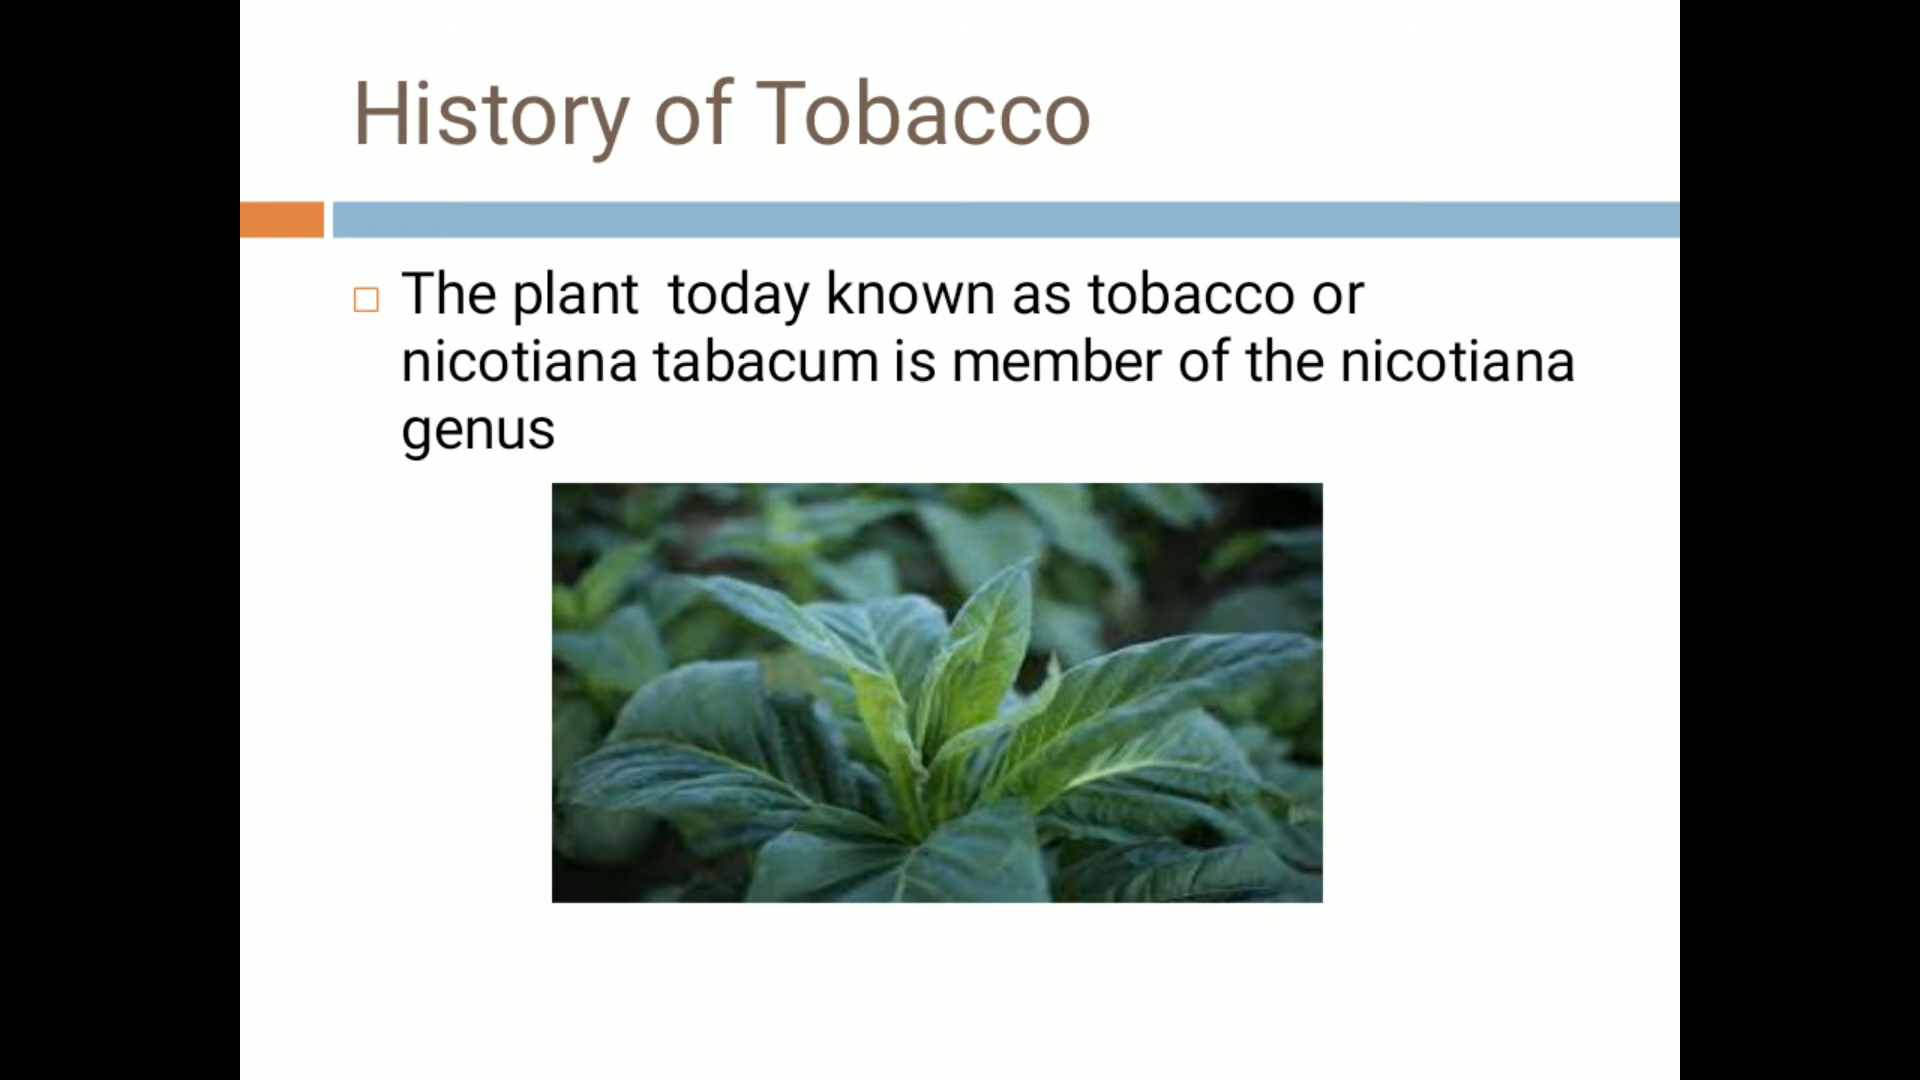 History of Tobacco
The plant  today known as tobacco or
nicotiana tabacum is member of the nicotiana
genus